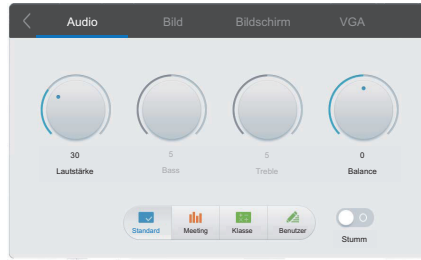 Audio Bild Bildschirm VGA
30 5 5 0
Lautstärke Bass Treble Balance
Standard Meeting Klasse Benutzer
Stumm